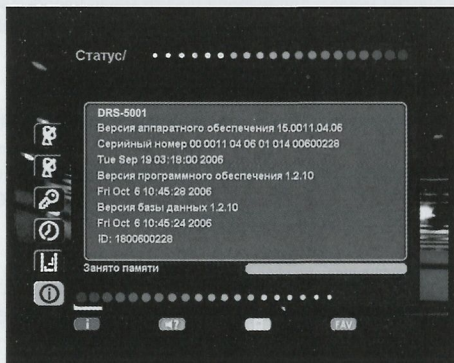 Статус/
DRS-5001
Версия аппаратного обеспечения 15.0011.04.06
Серийный номер 00 0011 04 06 01 014 00600228
Tue Sep 19 03:18:00 2006
Версия программного обеспечения 1.2.10
Fri Oct 6 10:45:28 2006
Версия базы данных 1.2.10
Fri Oct 6 10:45:24 2006
ID: 1800600228
Занято памяти
i
?
FAV